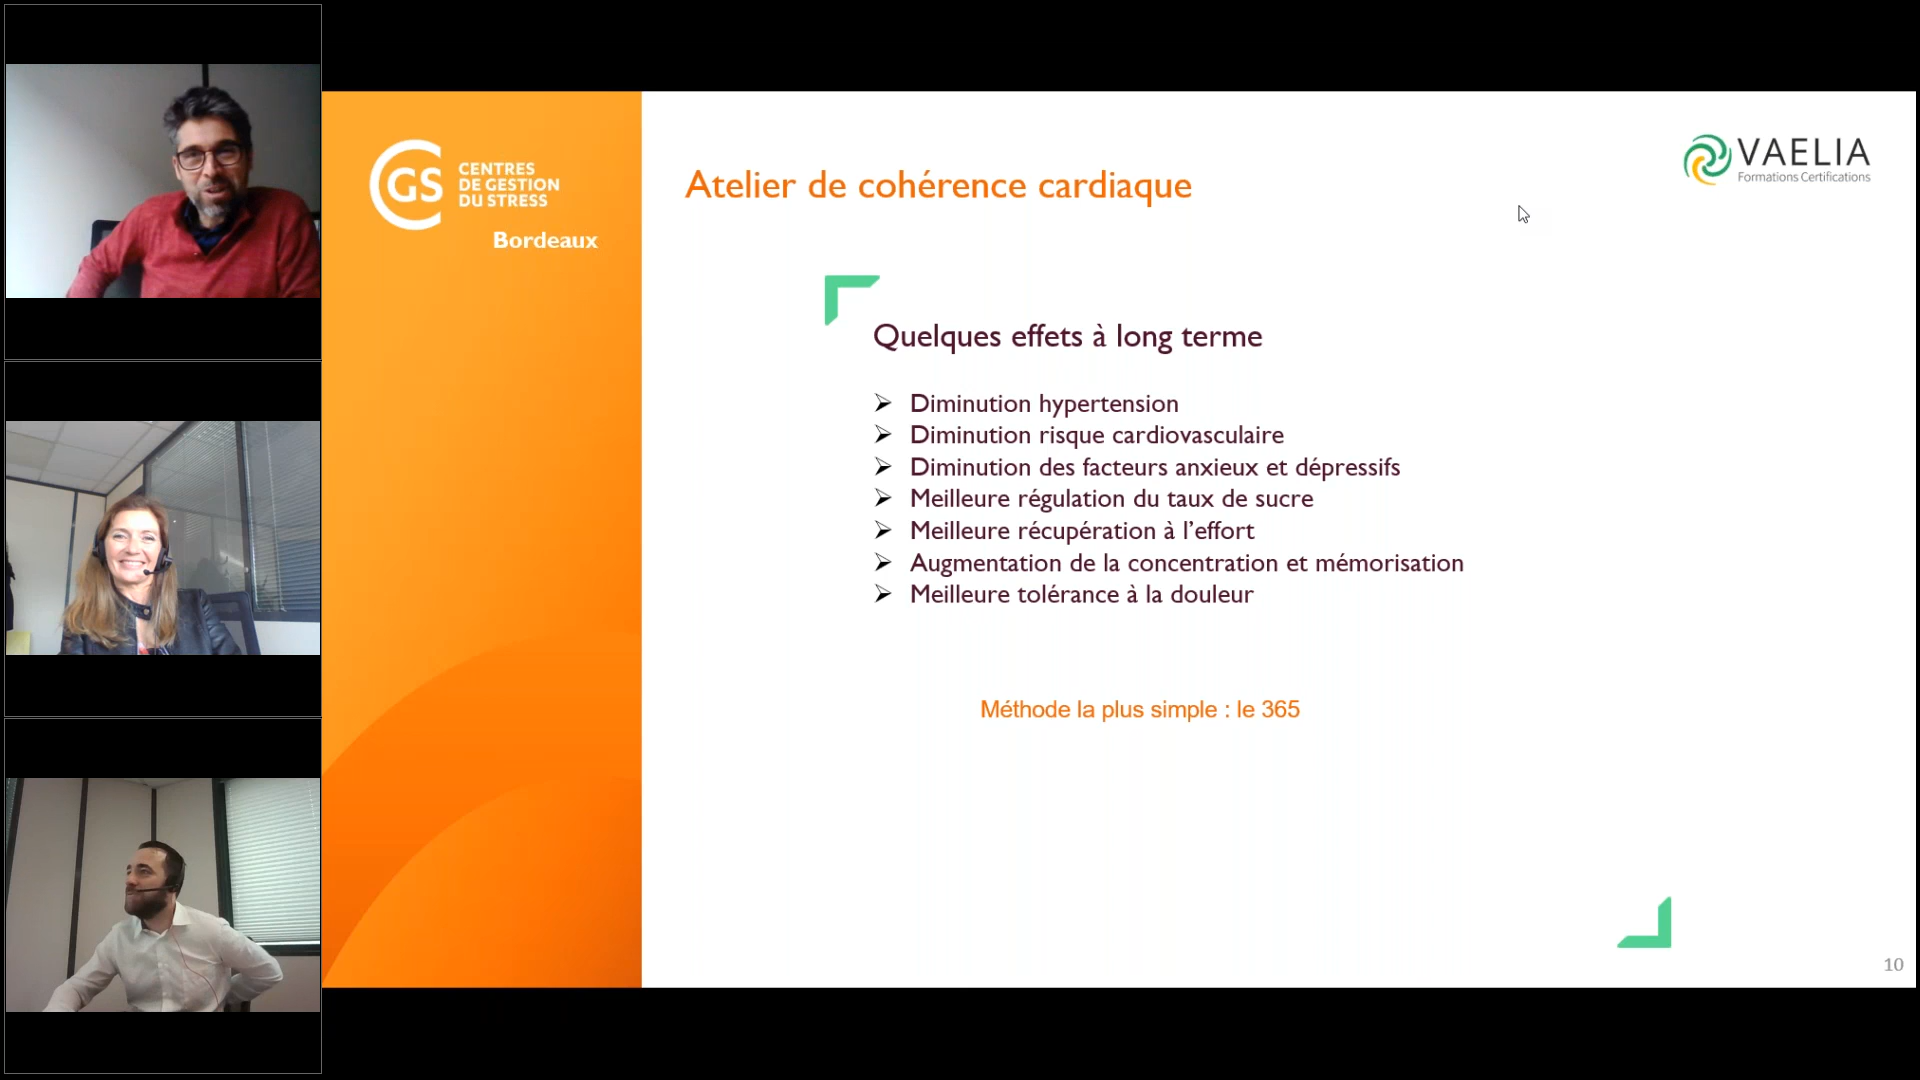 GS
CENTRES
DE GESTION
DU STRESS
Bordeaux
Atelier de cohérence cardiaque
VAELIA
Formations Certifications
Quelques effets à long terme
➢ Diminution hypertension
➢ Diminution risque cardiovasculaire
➢ Diminution des facteurs anxieux et dépressifs
➢ Meilleure régulation du taux de sucre
➢ Meilleure récupération à l’effort
➢ Augmentation de la concentration et mémorisation
➢ Meilleure tolérance à la douleur
Méthode la plus simple : le 365
10